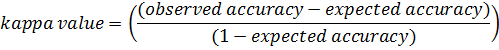 kappa value = ( (observed accuracy − expected accuracy) / (1 − expected accuracy) )